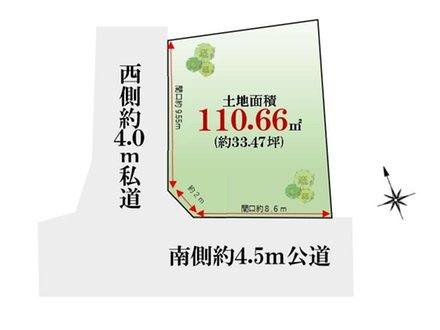 西側約4.0m私道
間口約9.55m
土地面積
110.66㎡
(約33.47坪)
約2m
間口約8.6m
南側約4.5m公道